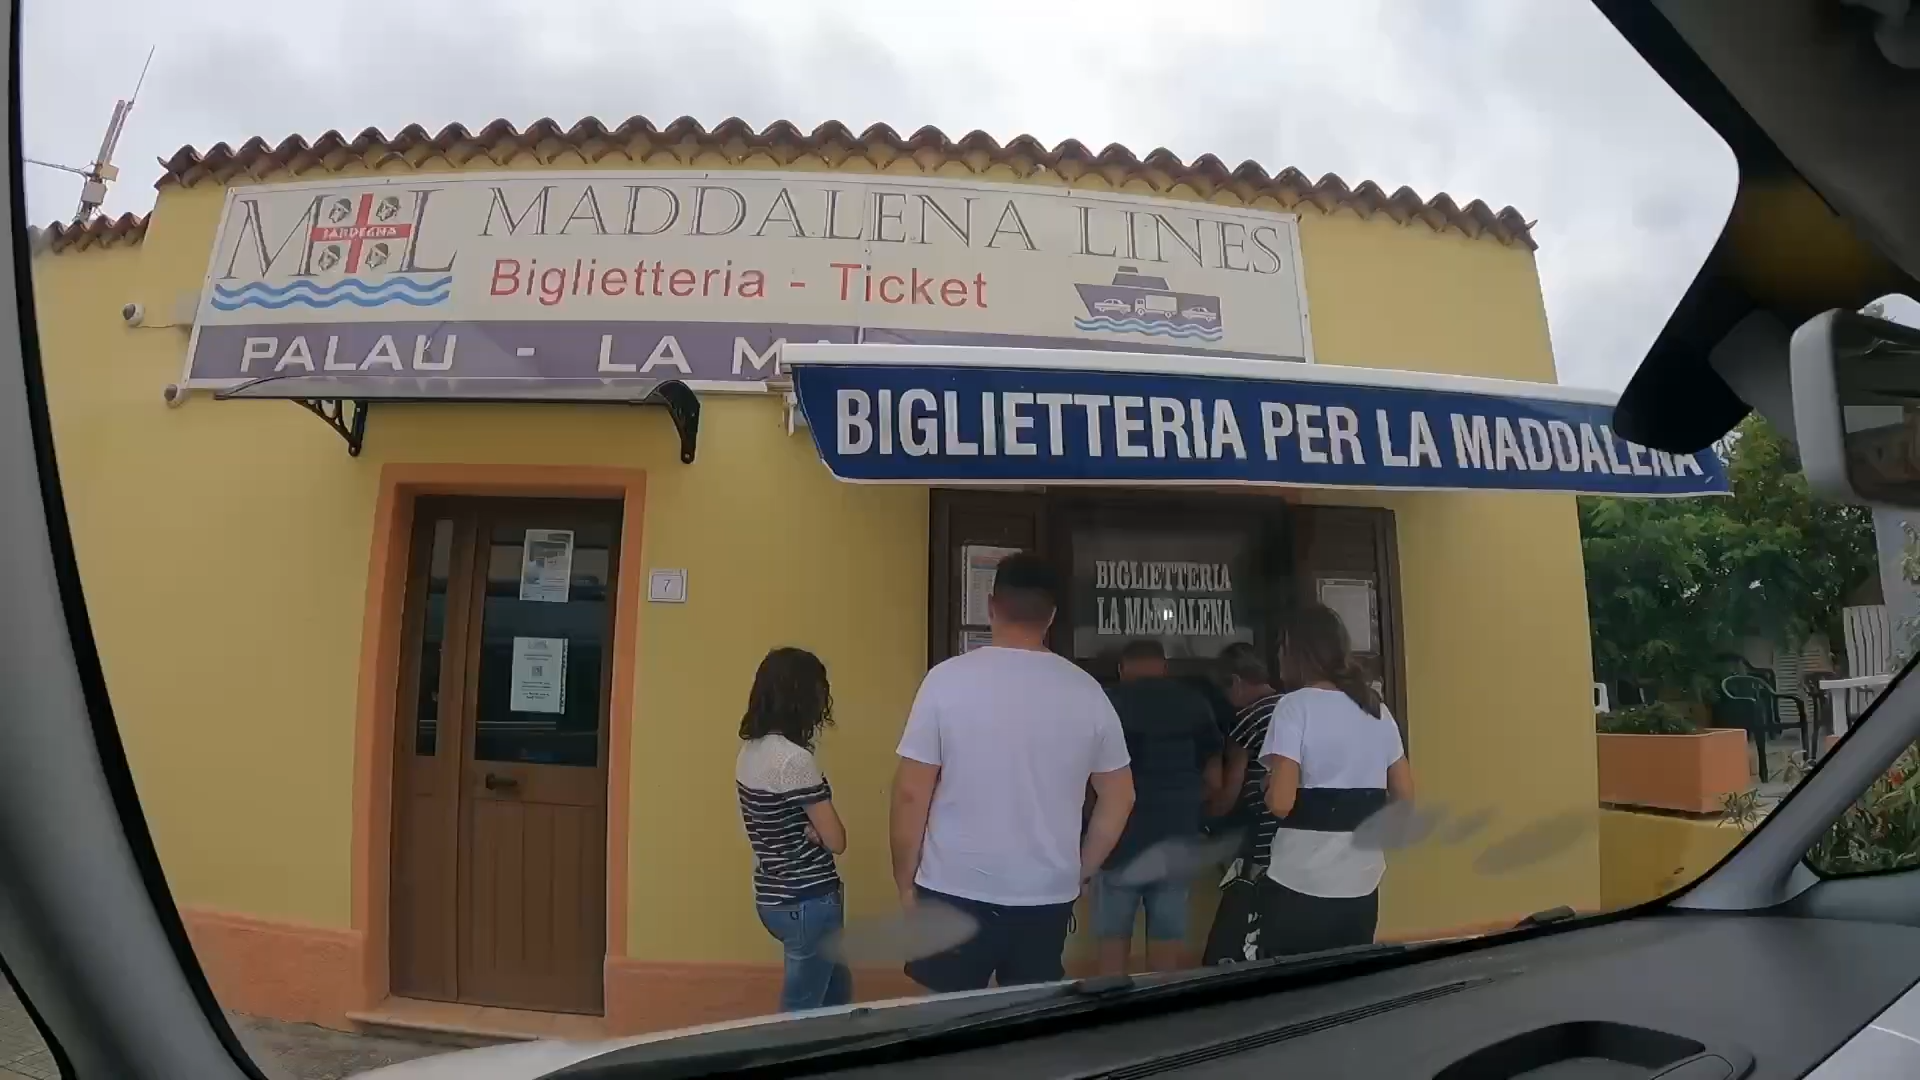 M L
SARDEGNA
MADDALENA LINES
Biglietteria - Ticket
PALAU - LA MA
BIGLIETTERIA PER LA MADDALENA
7
BIGLIETTERIA
LA MADDALENA